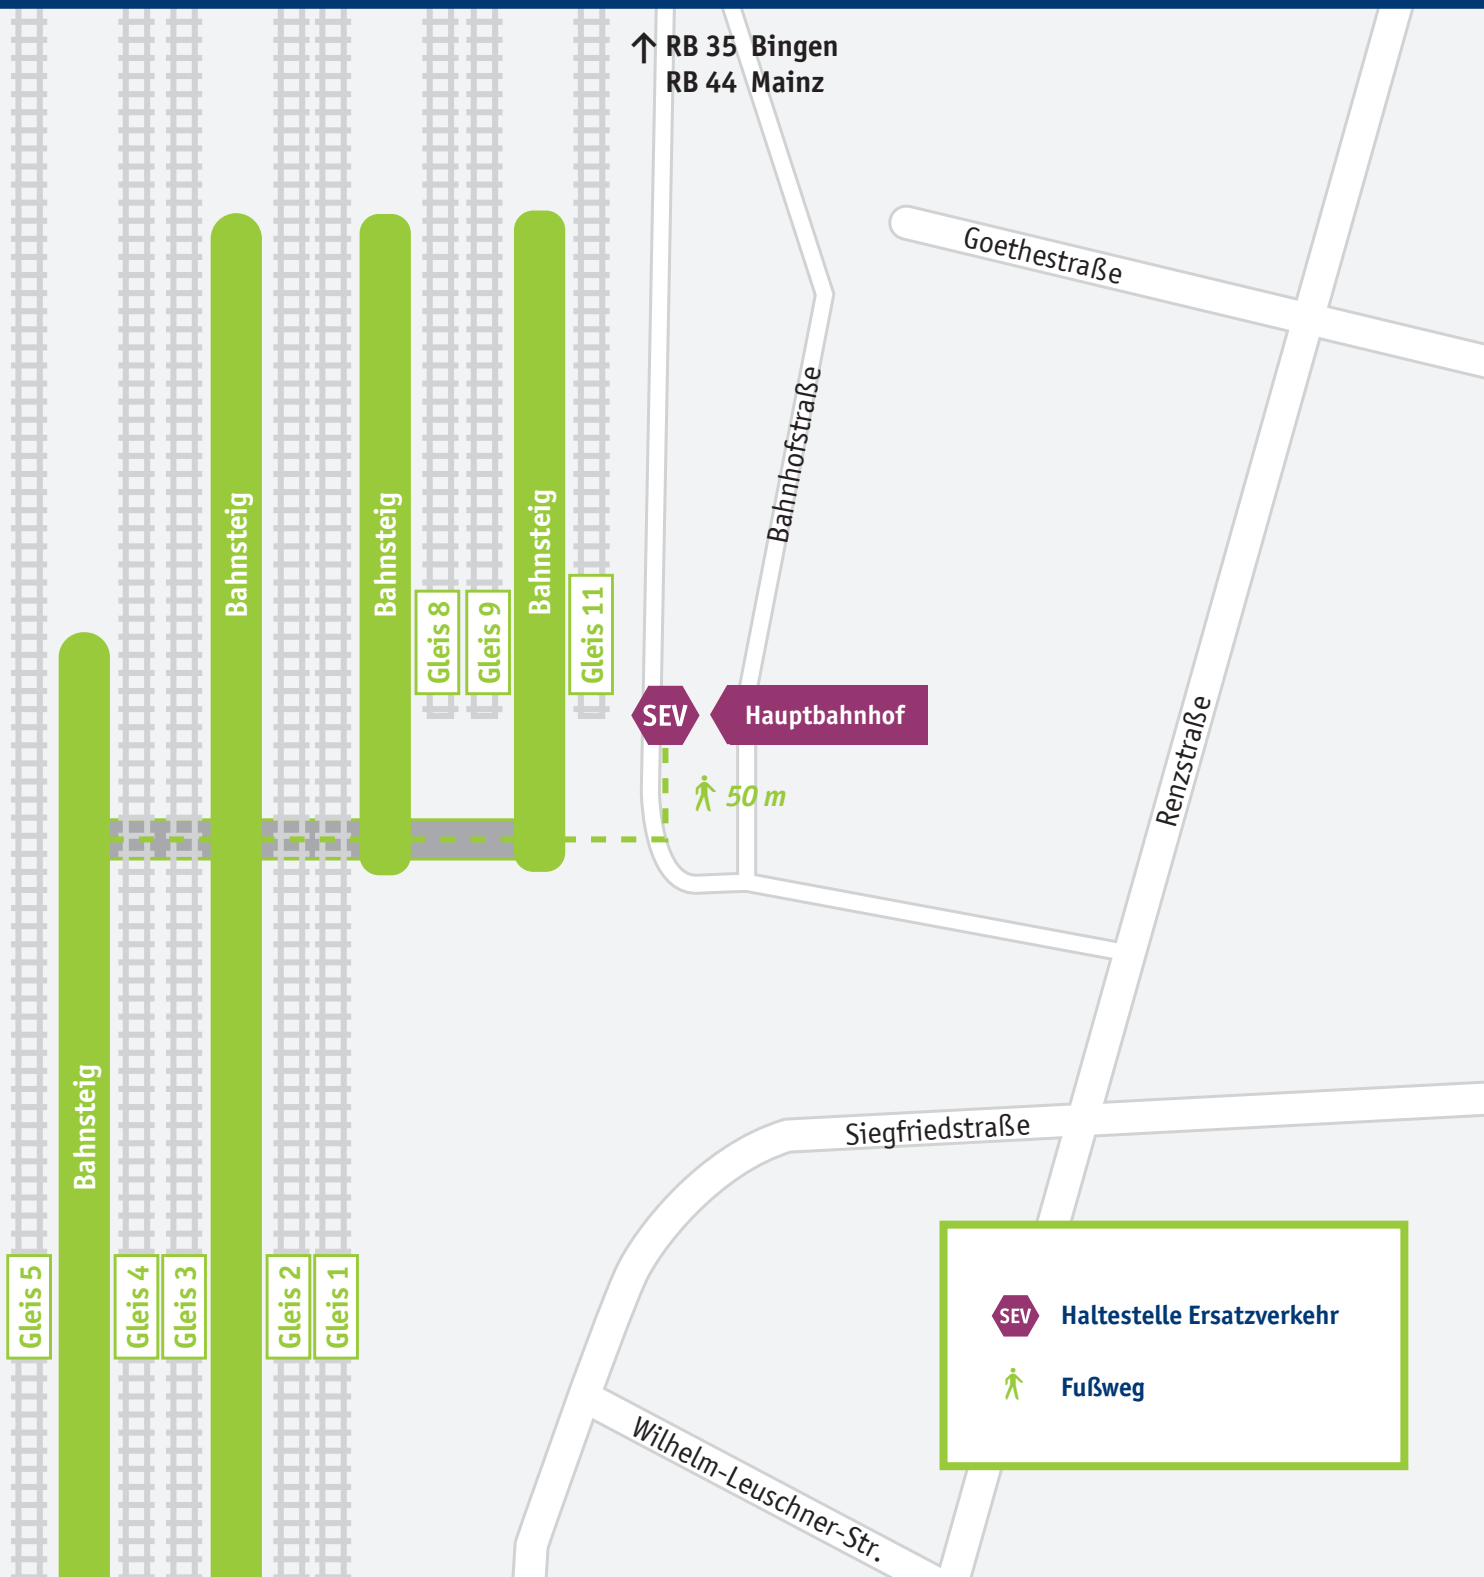 RB 35 Bingen
RB 44 Mainz
Goethestraße
Bahnhofstraße
Bahnsteig
Bahnsteig
Bahnsteig
Gleis 8
Gleis 9
Gleis 11
SEV
Hauptbahnhof
50 m
Renzstraße
Bahnsteig
Siegfriedstraße
Gleis 5
Gleis 4
Gleis 3
Gleis 2
Gleis 1
SEV Haltestelle Ersatzverkehr
Fußweg
Wilhelm-Leuschner-Str.